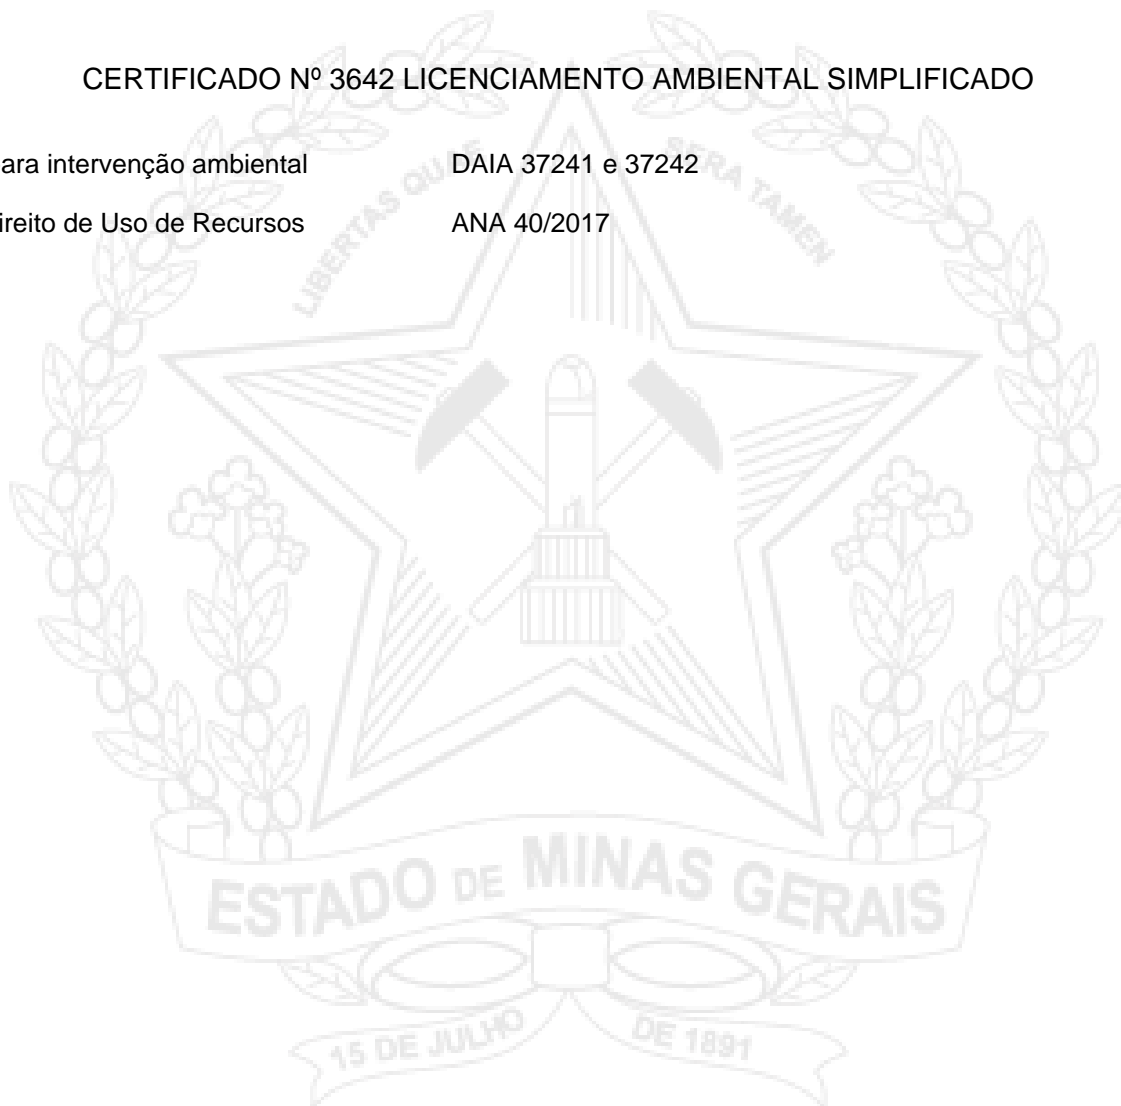 CERTIFICADO Nº 3642 LICENCIAMENTO AMBIENTAL SIMPLIFICADO
ara intervenção ambiental DAIA 37241 e 37242
ireito de Uso de Recursos ANA 40/2017
LIBERTAS QUE SERA TAMEN
ESTADO DE MINAS GERAIS
15 DE JULHO DE 1891